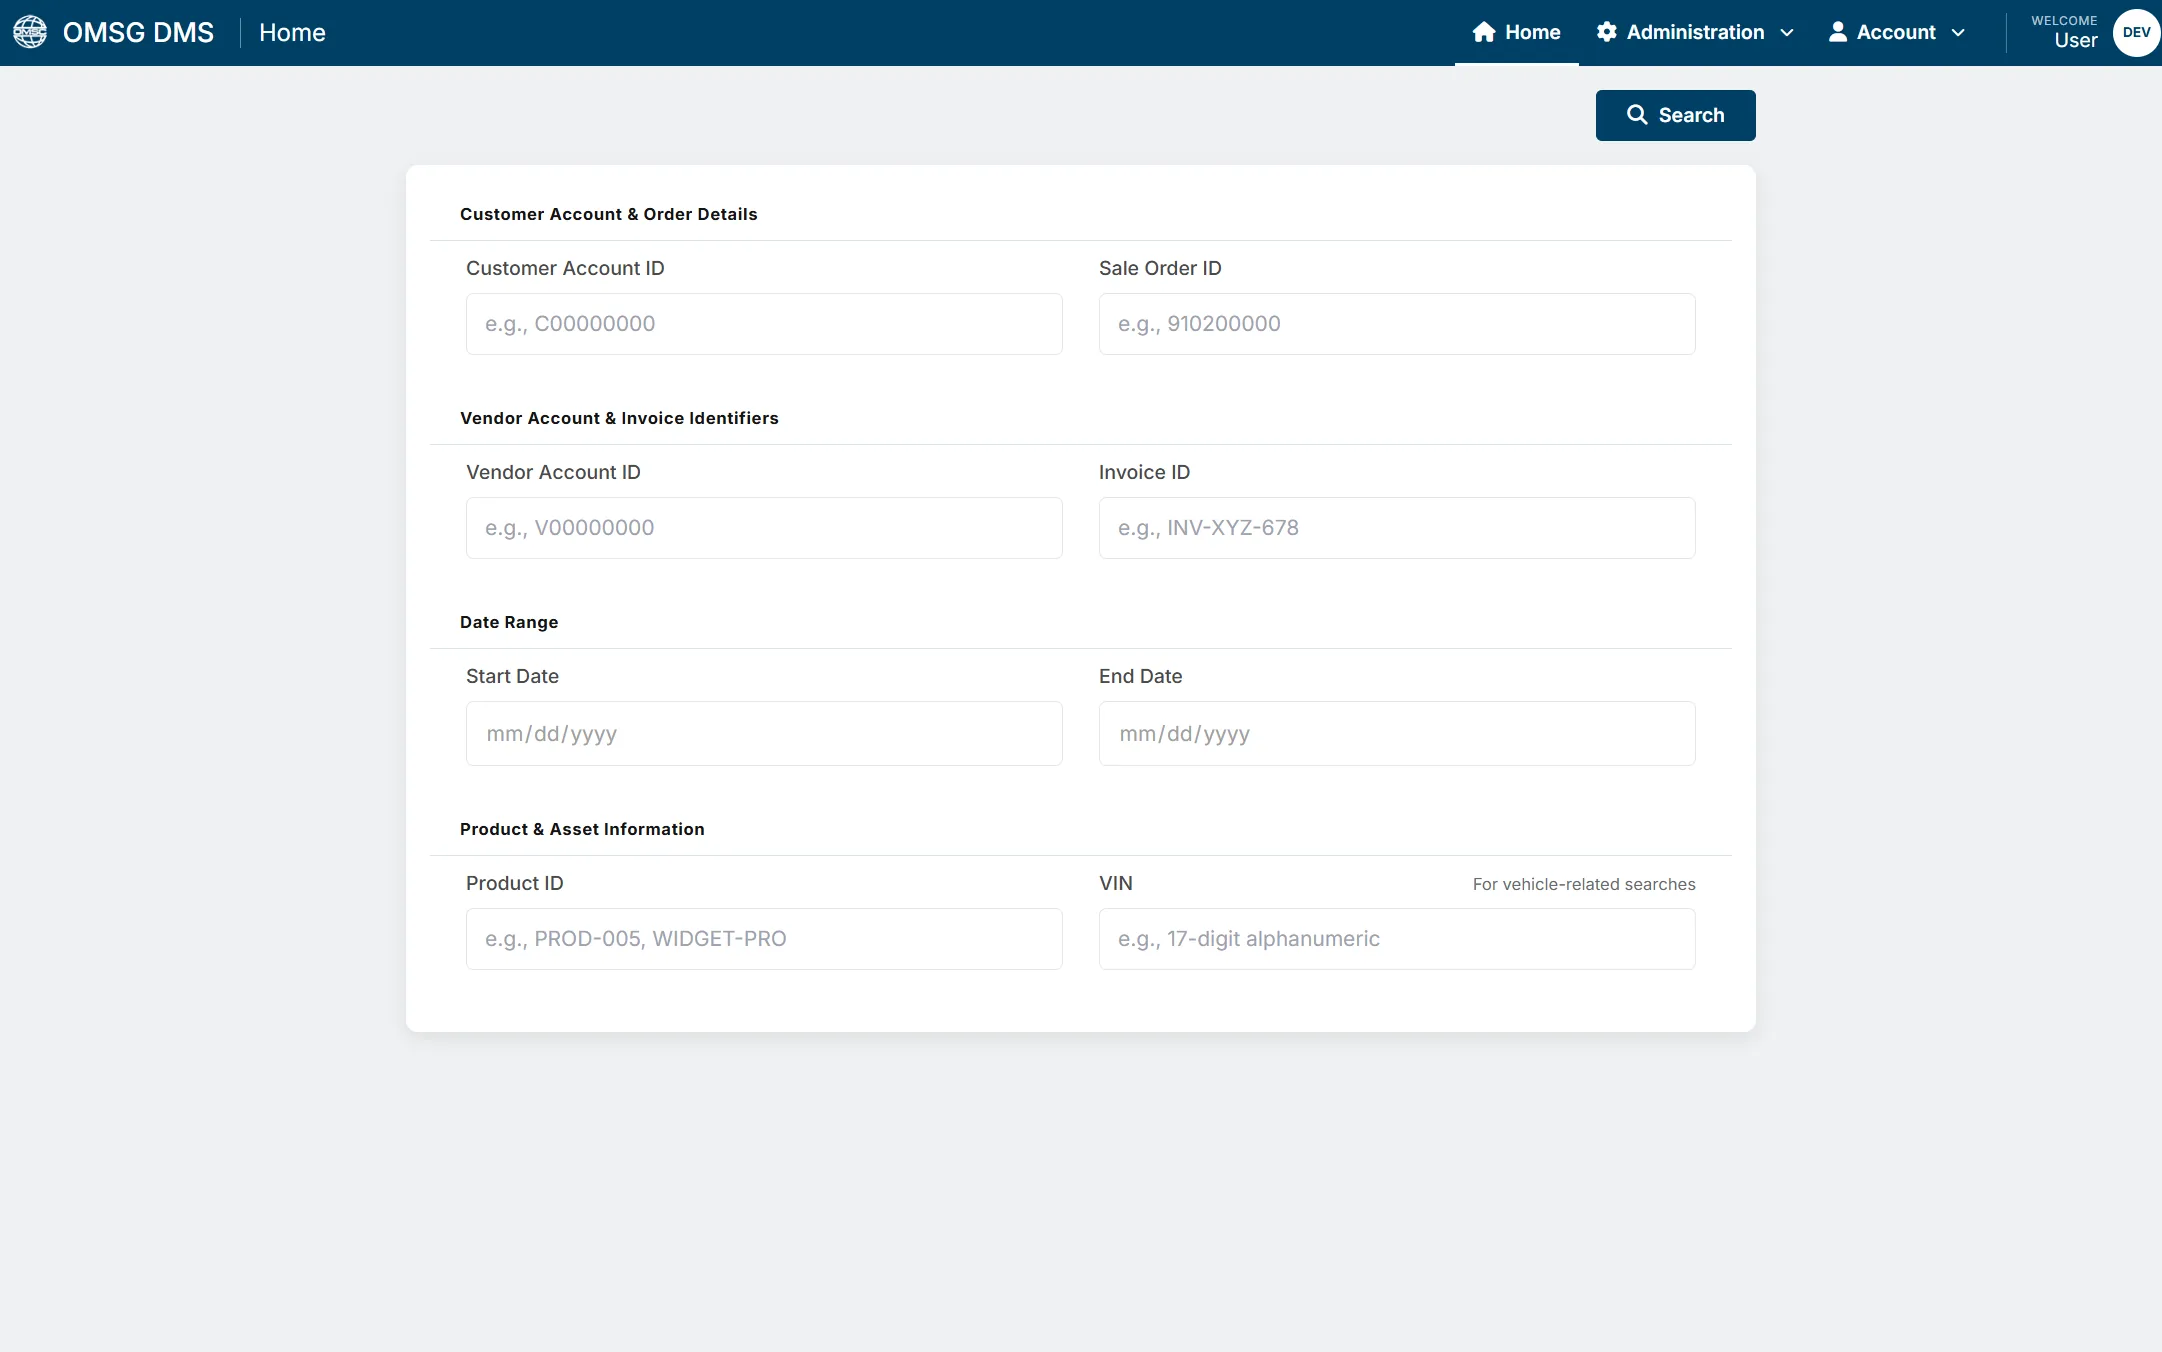 OMSG
OMSG DMS
Home
Home
Administration
Account
WELCOME
User
DEV
Search
Customer Account & Order Details
Customer Account ID
Sale Order ID
e.g., C00000000
e.g., 910200000
Vendor Account & Invoice Identifiers
Vendor Account ID
Invoice ID
e.g., V00000000
e.g., INV-XYZ-678
Date Range
Start Date
End Date
mm/dd/yyyy
mm/dd/yyyy
Product & Asset Information
Product ID
VIN
For vehicle-related searches
e.g., PROD-005, WIDGET-PRO
e.g., 17-digit alphanumeric